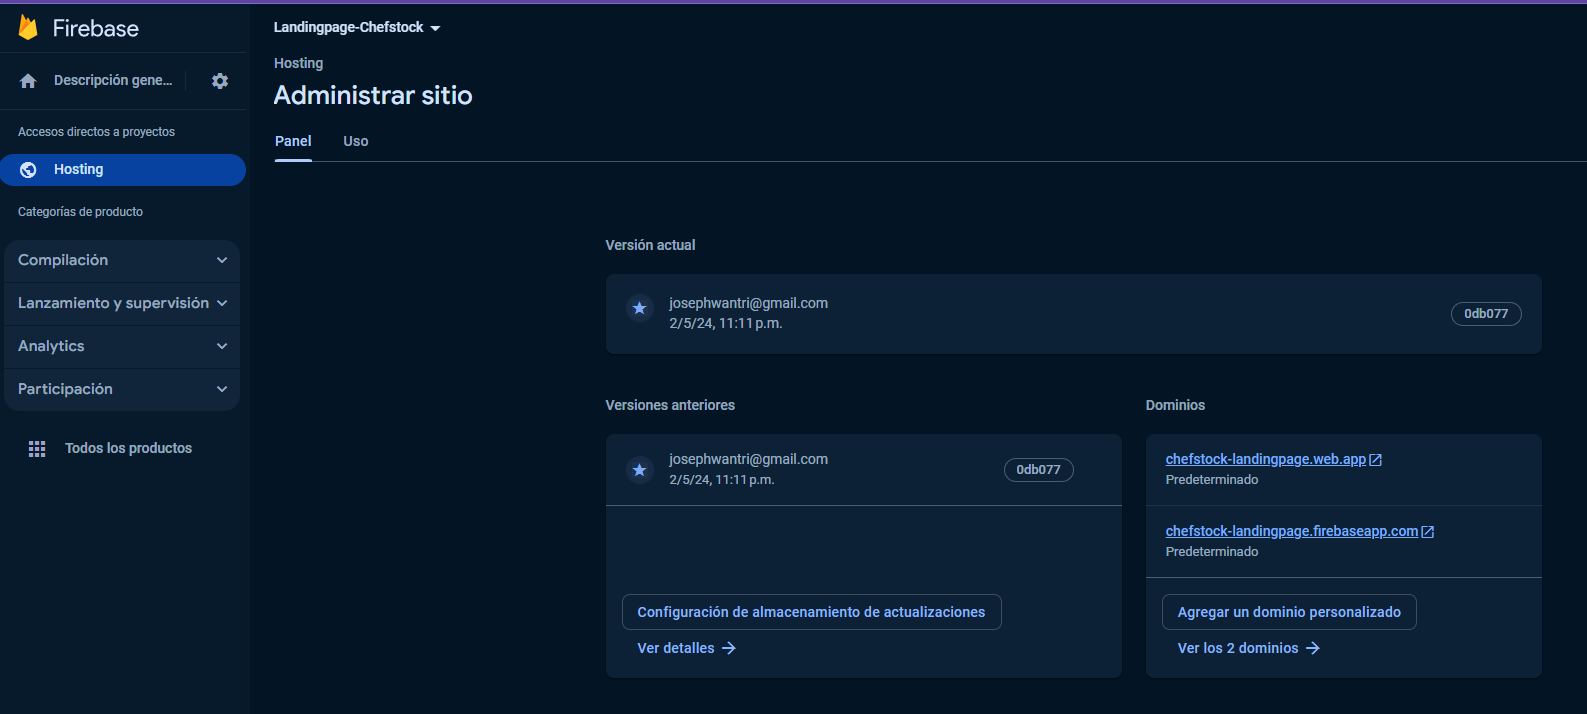 Firebase
Descripción gene...
Accesos directos a proyectos
Hosting
Categorías de producto
Compilación
Lanzamiento y supervisión
Analytics
Participación
Todos los productos
Landingpage-Chefstock
Hosting
Administrar sitio
Panel Uso
Versión actual
josephwantri@gmail.com
2/5/24, 11:11 p.m.
0db077
Versiones anteriores
josephwantri@gmail.com
2/5/24, 11:11 p.m.
0db077
Configuración de almacenamiento de actualizaciones
Ver detalles
Dominios
chefstock-landingpage.web.app
Predeterminado
chefstock-landingpage.firebaseapp.com
Predeterminado
Agregar un dominio personalizado
Ver los 2 dominios